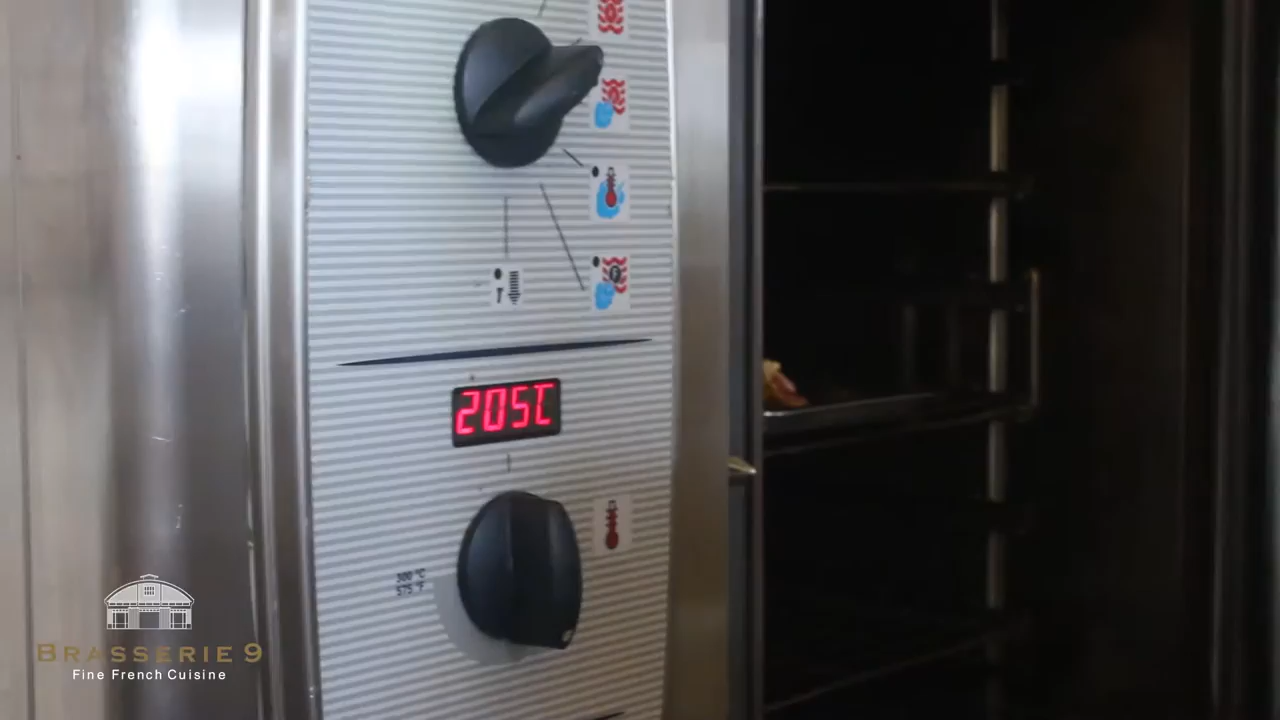 205C
300 °C
575 °F
BRASSERIE 9
Fine French Cuisine